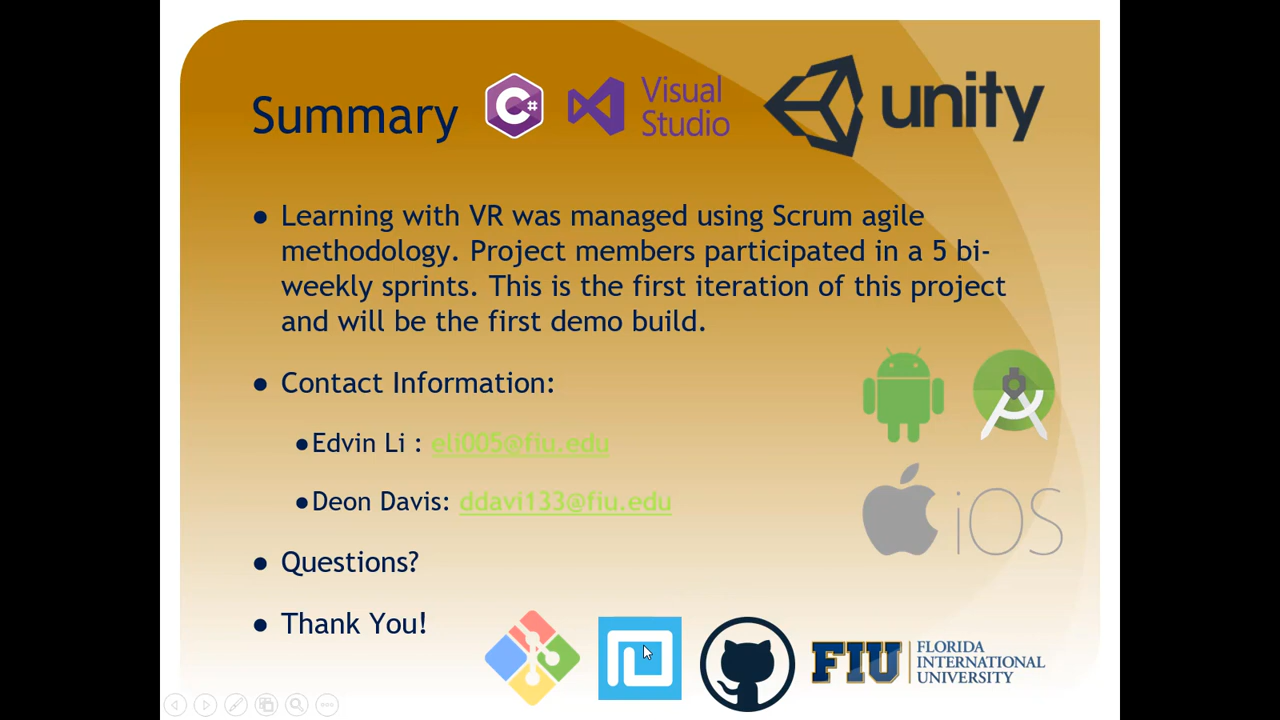 Summary
C#
Visual
Studio
unity
● Learning with VR was managed using Scrum agile
methodology. Project members participated in a 5 bi-
weekly sprints. This is the first iteration of this project
and will be the first demo build.
● Contact Information:
●Edvin Li : eli005@fiu.edu
●Deon Davis: ddavi133@fiu.edu
iOS
● Questions?
● Thank You!
FIU
FLORIDA
INTERNATIONAL
UNIVERSITY